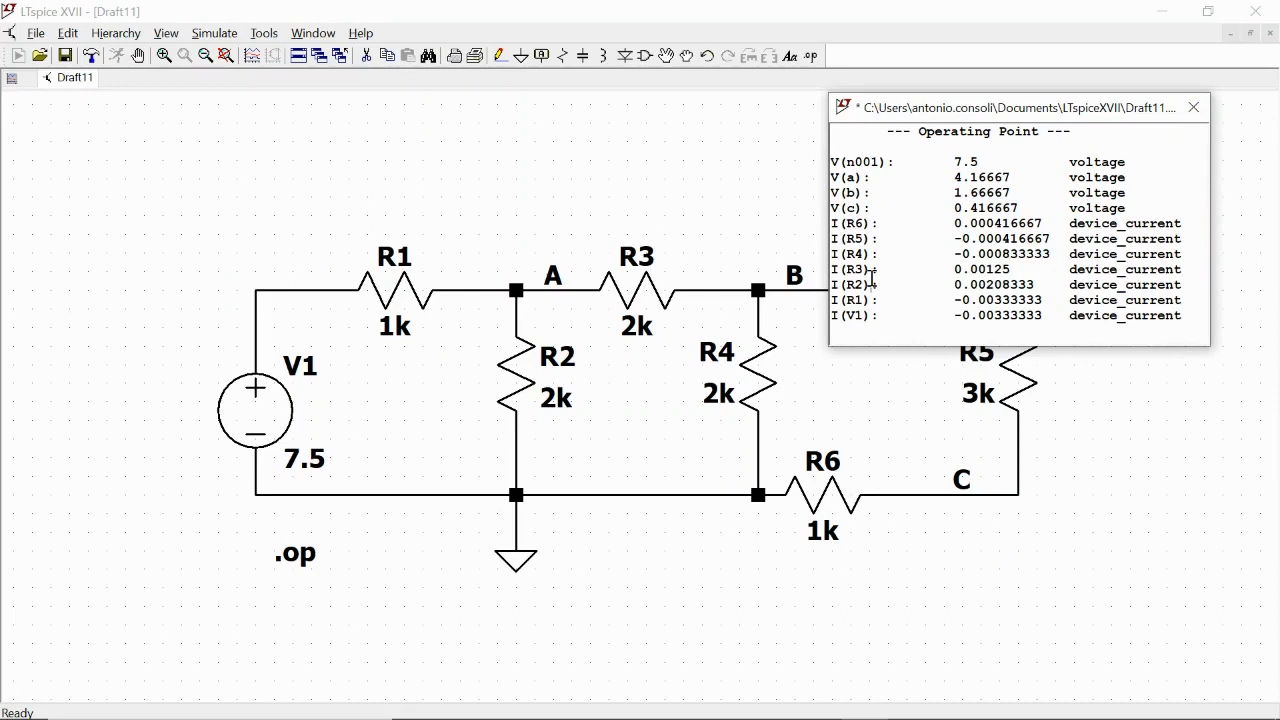 LTspice XVII - [Draft11]
File Edit Hierarchy View Simulate Tools Window Help
Draft11
* C:\Users\antonio.consoli\Documents\LTspiceXVII\Draft11....
--- Operating Point ---
V(n001): 7.5 voltage
V(a): 4.16667 voltage
V(b): 1.66667 voltage
V(c): 0.416667 voltage
I(R6): 0.000416667 device_current
I(R5): -0.000416667 device_current
I(R4): -0.000833333 device_current
I(R3): 0.00125 device_current
I(R2): 0.00208333 device_current
I(R1): -0.00333333 device_current
I(V1): -0.00333333 device_current
R1
1k
A
R3
2k
B
V1
7.5
R2
2k
R4
2k
R5
3k
R6
1k
C
.op
Ready